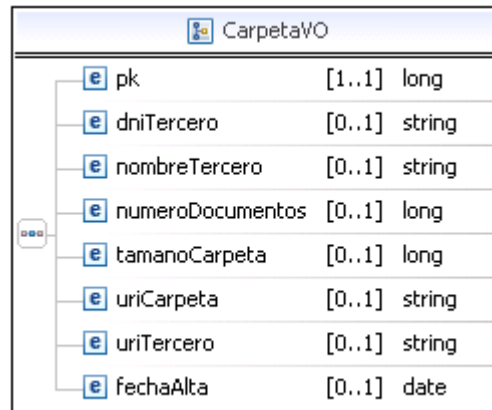 CarpetaVO
e pk [1..1] long
e dniTercero [0..1] string
e nombreTercero [0..1] string
e numeroDocumentos [0..1] long
e tamanoCarpeta [0..1] long
e uriCarpeta [0..1] string
e uriTercero [0..1] string
e fechaAlta [0..1] date